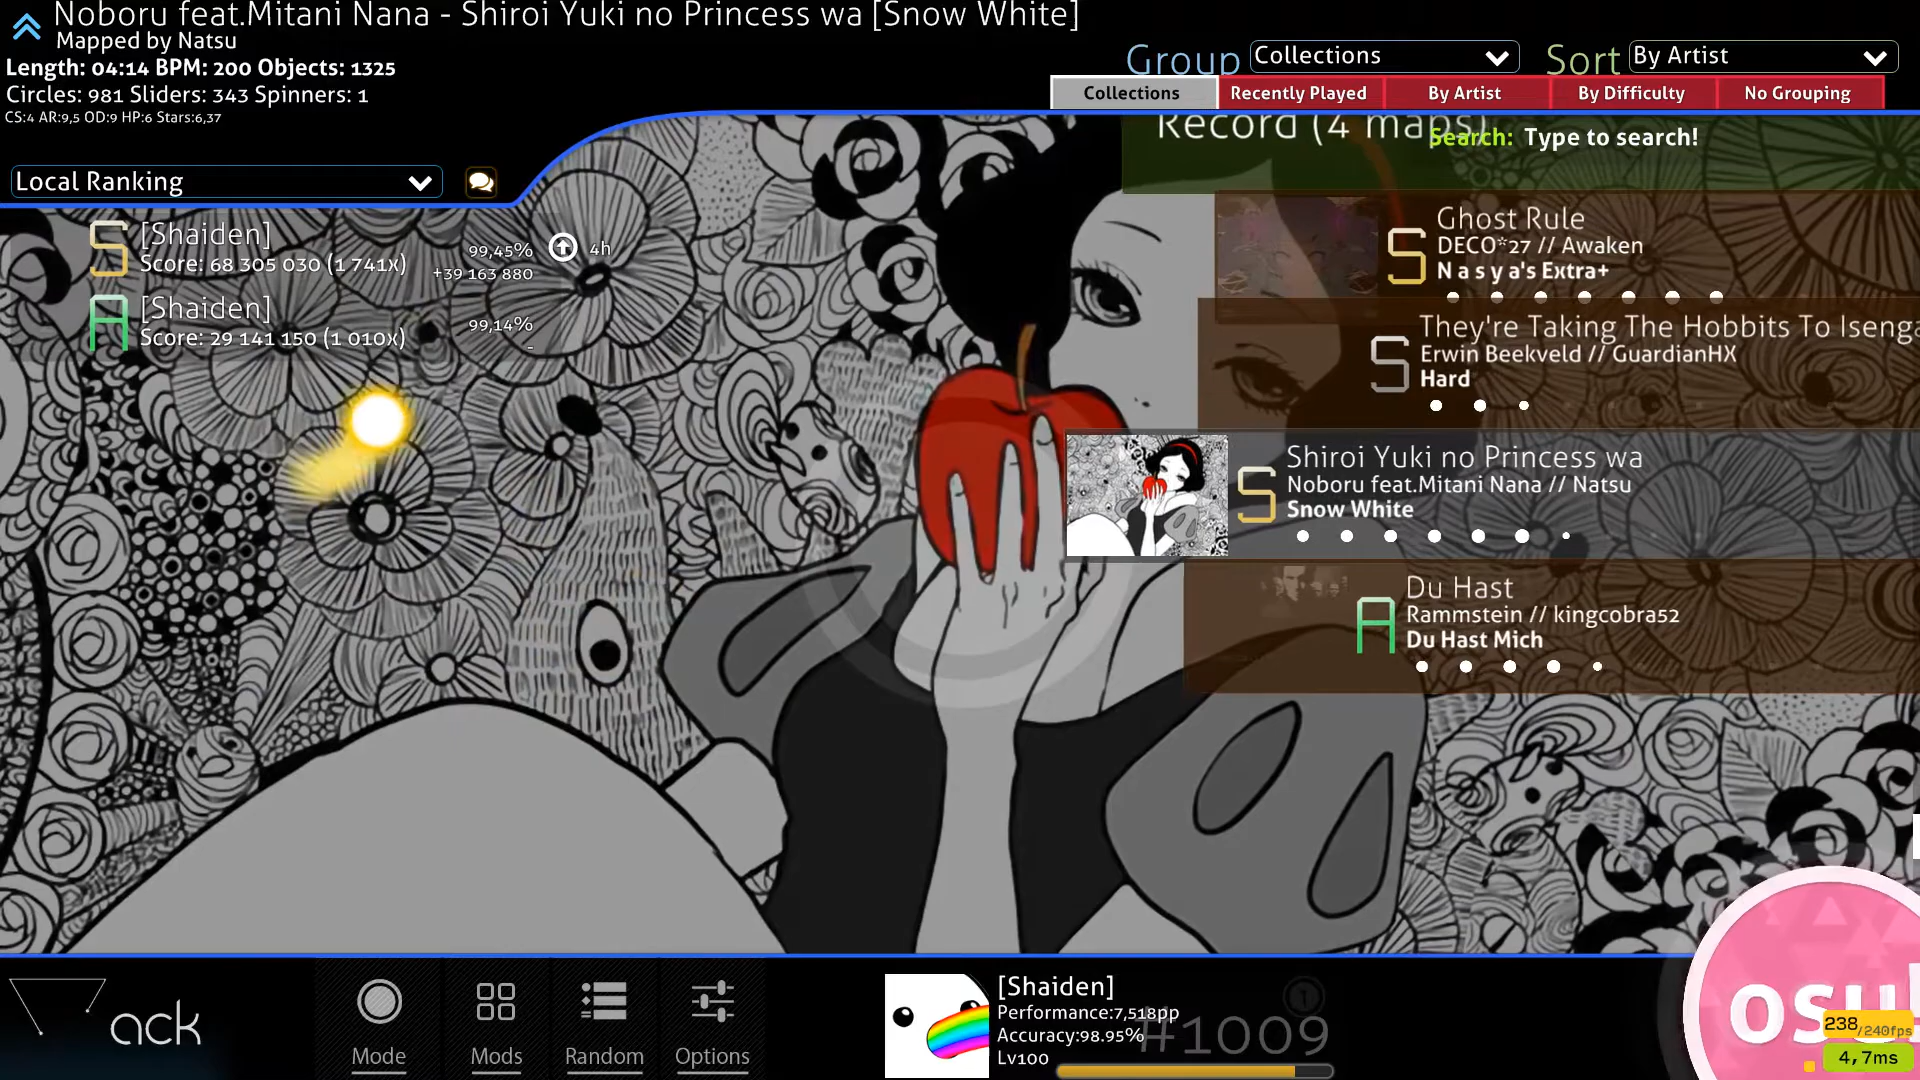 Noboru feat.Mitani Nana - Shiroi Yuki no Princess wa [Snow White]
Mapped by Natsu
Length: 04:14 BPM: 200 Objects: 1325
Circles: 981 Sliders: 343 Spinners: 1
CS:4 AR:9,5 OD:9 HP:6 Stars:6,37
Group Collections
Sort By Artist
Collections Recently Played By Artist By Difficulty No Grouping
Record (4 maps)
Search: Type to search!
Local Ranking
[Shaiden]
Score: 68 305 030 (1 741x)
99,45%
+39 163 880
4h
[Shaiden]
Score: 29 141 150 (1 010x)
99,14%
-
Ghost Rule
DECO*27 // Awaken
N a s y a's Extra+
They're Taking The Hobbits To Isenga
Erwin Beekveld // GuardianHX
Hard
Shiroi Yuki no Princess wa
Noboru feat.Mitani Nana // Natsu
Snow White
Du Hast
Rammstein // kingcobra52
Du Hast Mich
S
A
S
S
S
A
ack
Mode
Mods
Random
Options
[Shaiden]
Performance:7,518pp
Accuracy:98.95%
Lv100
#1009
osu!
238/240fps
4,7ms